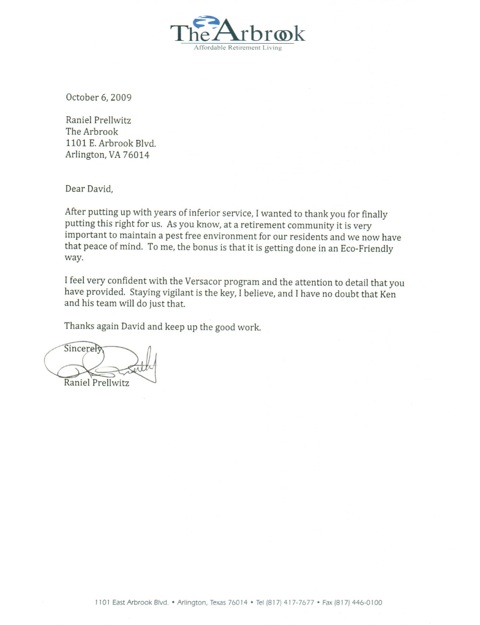 The Arbrook
Affordable Retirement Living
October 6, 2009
Raniel Prellwitz
The Arbrook
1101 E. Arbrook Blvd.
Arlington, VA 76014
Dear David,
After putting up with years of inferior service, I wanted to thank you for finally
putting this right for us. As you know, at a retirement community it is very
important to maintain a pest free environment for our residents and we now have
that peace of mind. To me, the bonus is that it is getting done in an Eco-Friendly
way.
I feel very confident with the Versacor program and the attention to detail that you
have provided. Staying vigilant is the key, I believe, and I have no doubt that Ken
and his team will do just that.
Thanks again David and keep up the good work.
Sincerely,
Raniel Prellwitz
1101 East Arbrook Blvd. • Arlington, Texas 76014 • Tel (817) 417-7677 • Fax (817) 446-0100